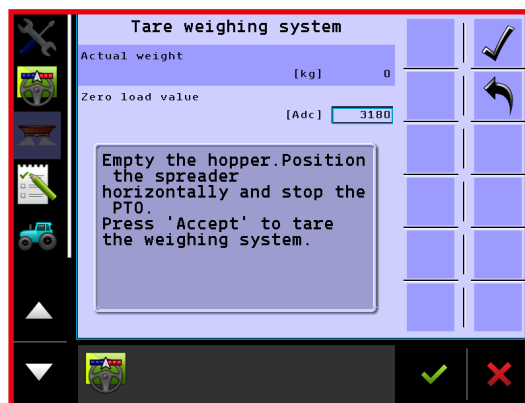 Tare weighing system
Actual weight
[kg] 0
Zero load value
[Adc] 3180
Empty the hopper.Position
the spreader
horizontally and stop the
PTO.
Press 'Accept' to tare
the weighing system.